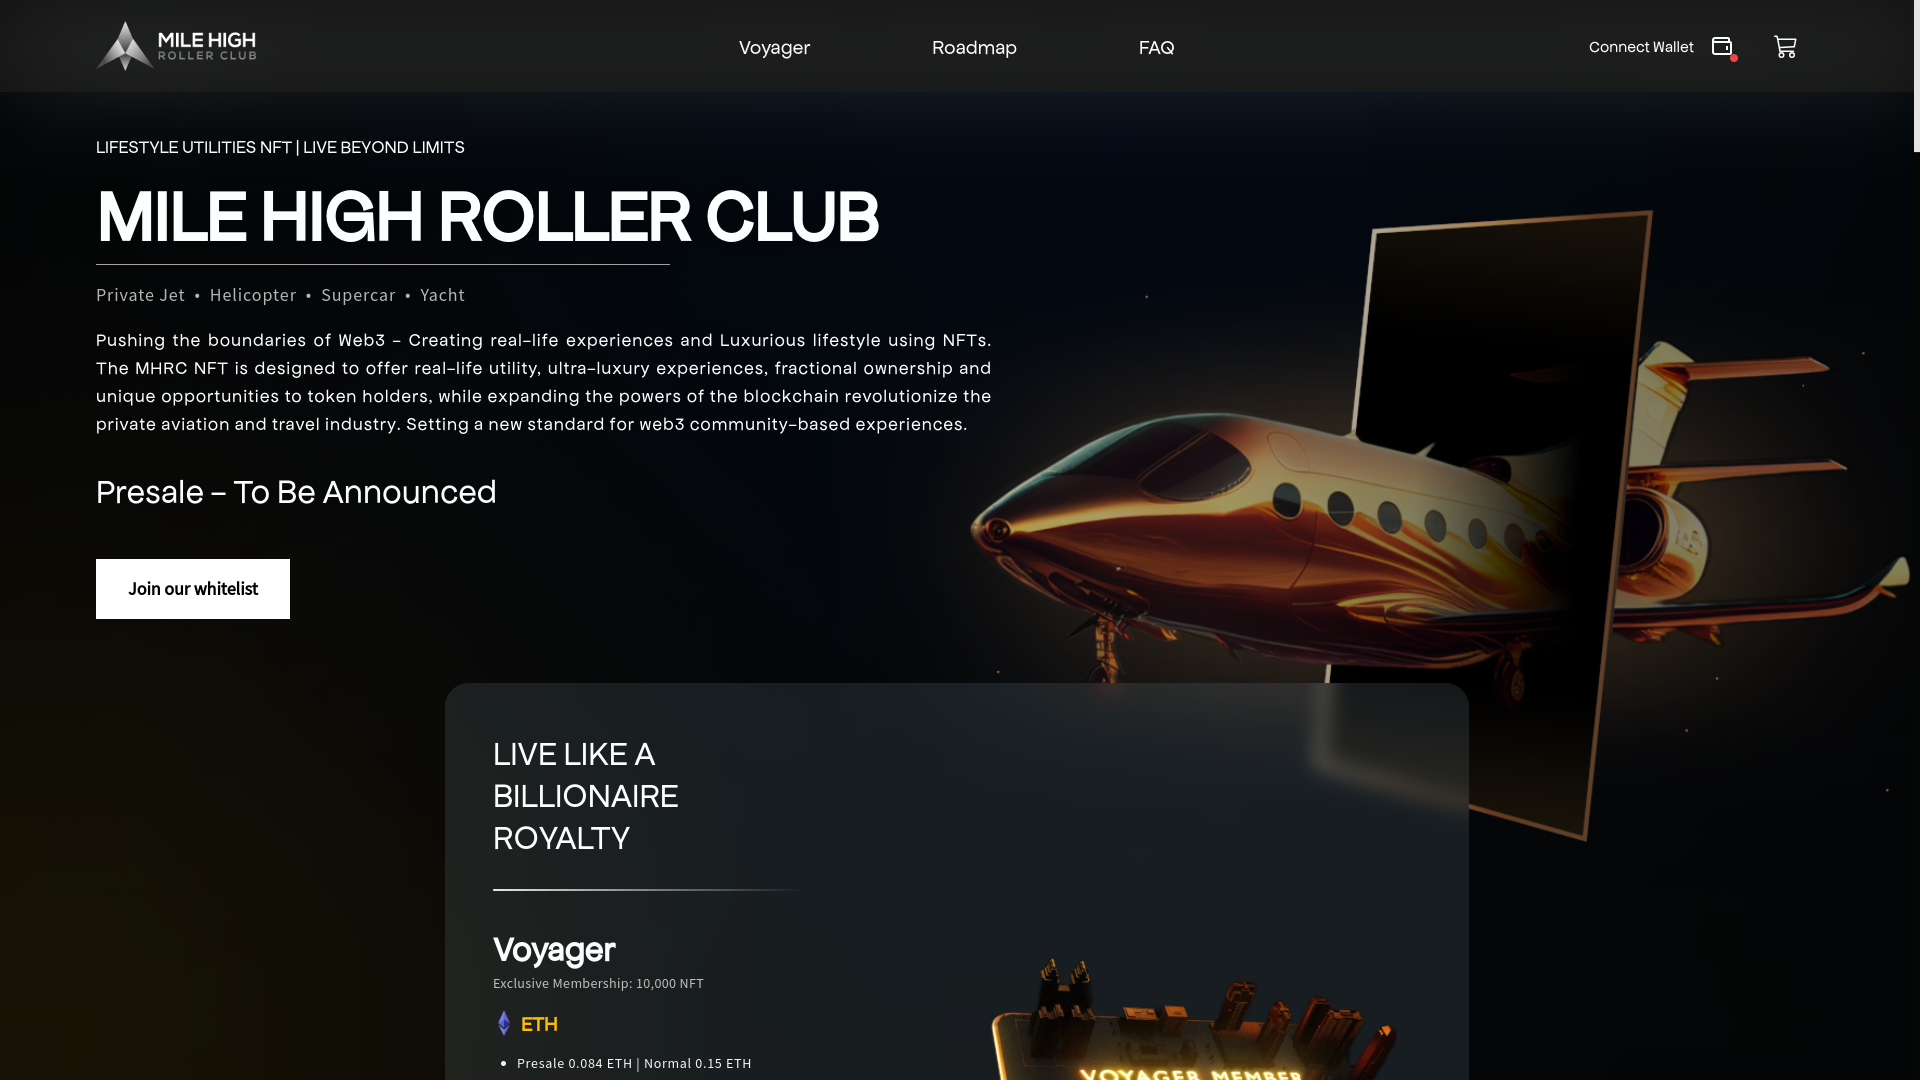 MILE HIGH
ROLLER CLUB
Voyager
Roadmap
FAQ
Connect Wallet
LIFESTYLE UTILITIES NFT | LIVE BEYOND LIMITS
MILE HIGH ROLLER CLUB
Private Jet • Helicopter • Supercar • Yacht
Pushing the boundaries of Web3 - Creating real-life experiences and Luxurious lifestyle using NFTs.
The MHRC NFT is designed to offer real-life utility, ultra-luxury experiences, fractional ownership and
unique opportunities to token holders, while expanding the powers of the blockchain revolutionize the
private aviation and travel industry. Setting a new standard for web3 community-based experiences.
Presale - To Be Announced
Join our whitelist
LIVE LIKE A
BILLIONAIRE
ROYALTY
Voyager
Exclusive Membership: 10,000 NFT
ETH
• Presale 0.084 ETH | Normal 0.15 ETH
VOYAGER MEMBER